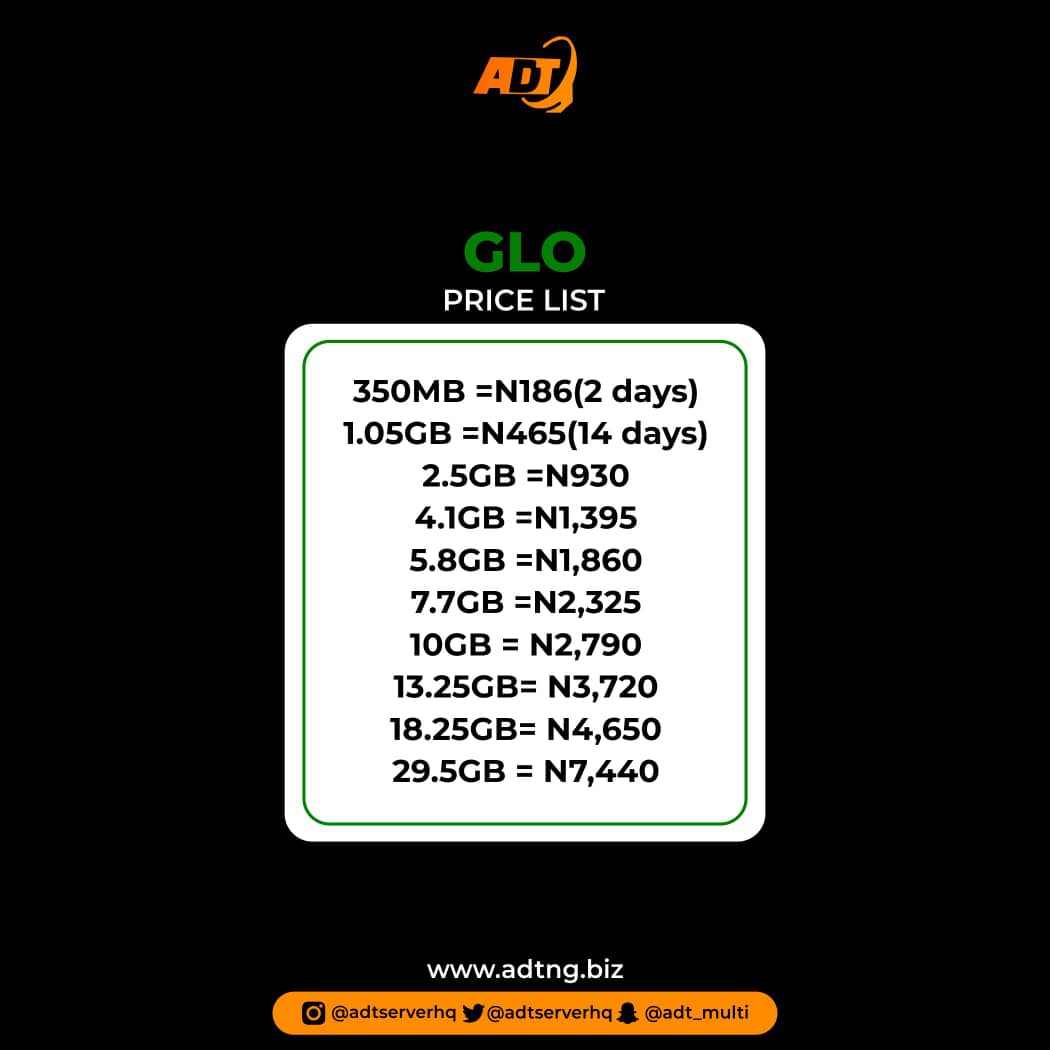 ADT
GLO
PRICE LIST
350MB =N186(2 days)
1.05GB =N465(14 days)
2.5GB =N930
4.1GB =N1,395
5.8GB =N1,860
7.7GB =N2,325
10GB = N2,790
13.25GB= N3,720
18.25GB= N4,650
29.5GB = N7,440
www.adtng.biz
@adtserverhq @adtserverhq @adt_multi